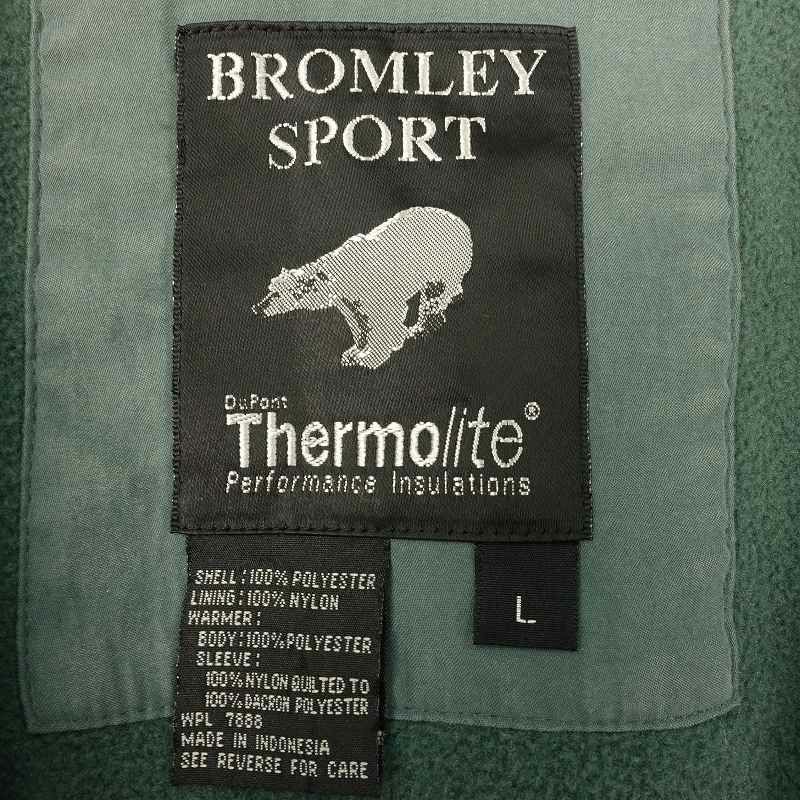 BROMLEY
SPORT
DuPont
Thermolite®
Performance Insulations
SHELL: 100% POLYESTER
LINING: 100% NYLON
WARMER:
BODY: 100% POLYESTER
SLEEVE:
100% NYLON QUILTED TO
100% DACRON POLYESTER
WPL 7888
MADE IN INDONESIA
SEE REVERSE FOR CARE
L